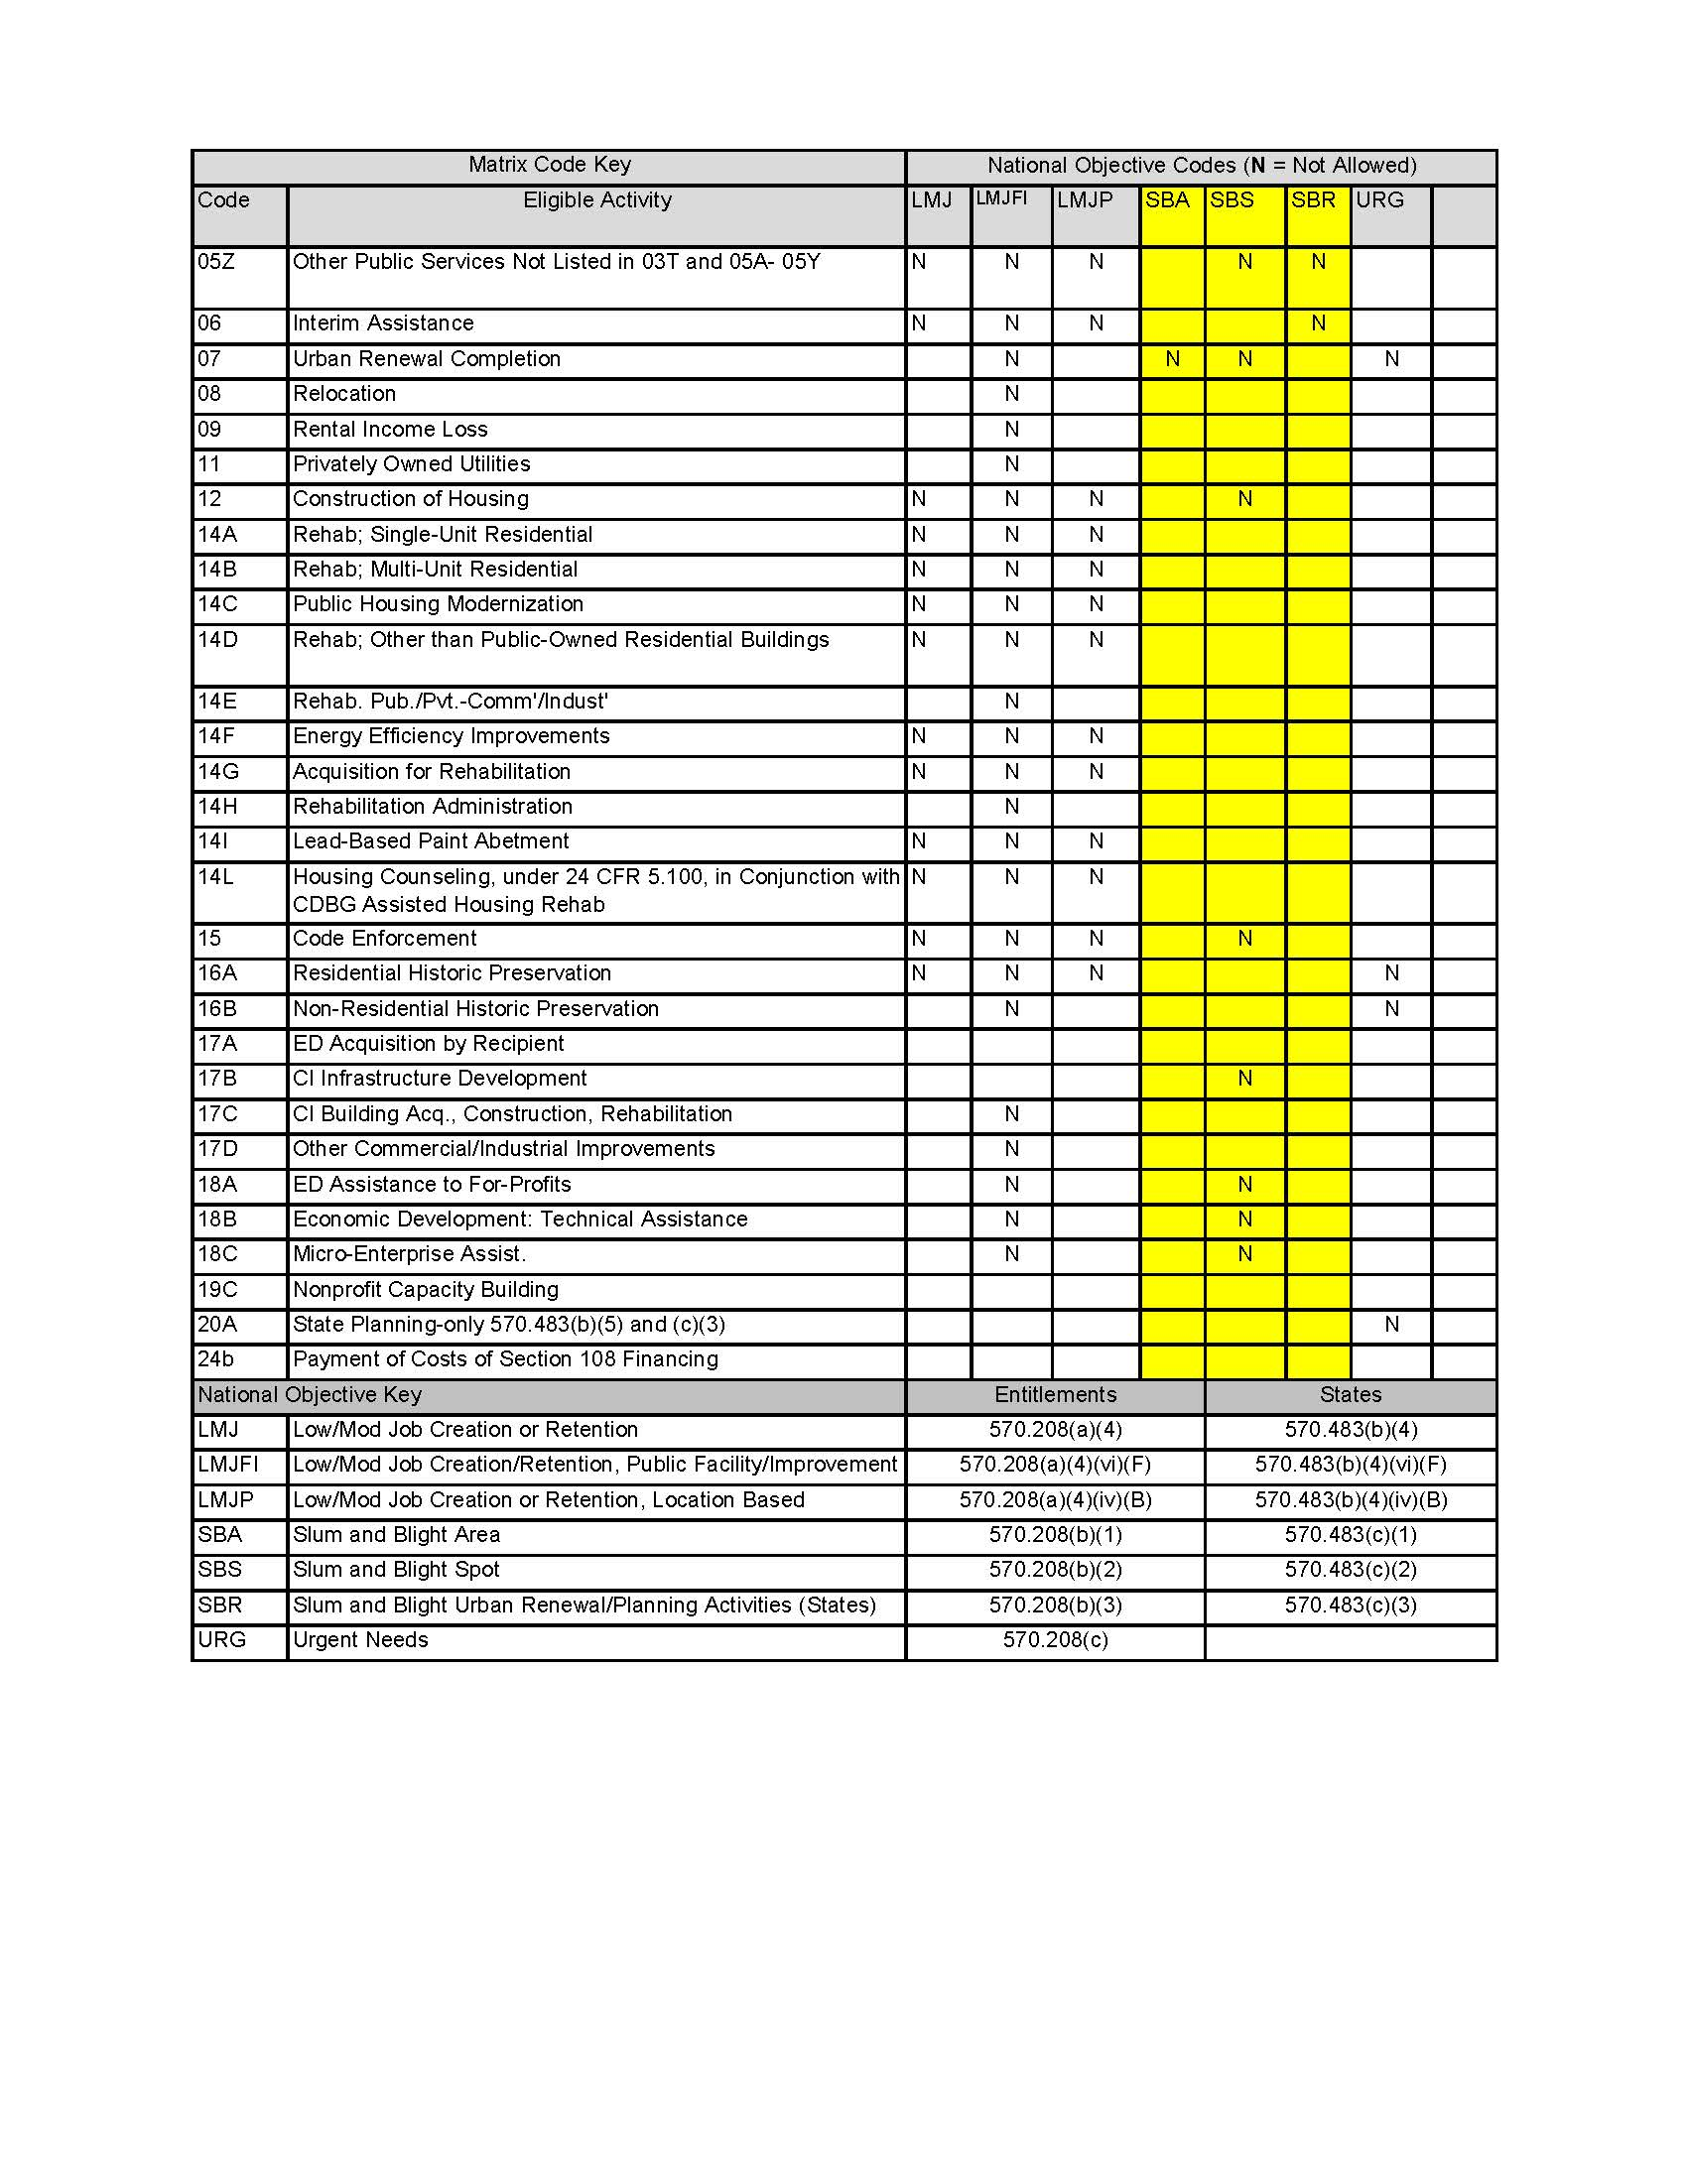 Matrix Code Key National Objective Codes (N = Not Allowed)
Code Eligible Activity LMJ LMJFI LMJP SBA SBS SBR URG
05Z Other Public Services Not Listed in 03T and 05A- 05Y N N N N N
06 Interim Assistance N N N N
07 Urban Renewal Completion N N N N
08 Relocation N
09 Rental Income Loss N
11 Privately Owned Utilities N
12 Construction of Housing N N N N
14A Rehab; Single-Unit Residential N N N
14B Rehab; Multi-Unit Residential N N N
14C Public Housing Modernization N N N
14D Rehab; Other than Public-Owned Residential Buildings N N N
14E Rehab. Pub./Pvt.-Comm'/Indust' N
14F Energy Efficiency Improvements N N N
14G Acquisition for Rehabilitation N N N
14H Rehabilitation Administration N
14I Lead-Based Paint Abetment N N N
14L Housing Counseling, under 24 CFR 5.100, in Conjunction with N N N
CDBG Assisted Housing Rehab
15 Code Enforcement N N N N
16A Residential Historic Preservation N N N N
16B Non-Residential Historic Preservation N N
17A ED Acquisition by Recipient
17B CI Infrastructure Development N
17C CI Building Acq., Construction, Rehabilitation N
17D Other Commercial/Industrial Improvements N
18A ED Assistance to For-Profits N N
18B Economic Development: Technical Assistance N N
18C Micro-Enterprise Assist. N N
19C Nonprofit Capacity Building
20A State Planning-only 570.483(b)(5) and (c)(3) N
24b Payment of Costs of Section 108 Financing
National Objective Key Entitlements States
LMJ Low/Mod Job Creation or Retention 570.208(a)(4) 570.483(b)(4)
LMJFI Low/Mod Job Creation/Retention, Public Facility/Improvement 570.208(a)(4)(vi)(F) 570.483(b)(4)(vi)(F)
LMJP Low/Mod Job Creation or Retention, Location Based 570.208(a)(4)(iv)(B) 570.483(b)(4)(iv)(B)
SBA Slum and Blight Area 570.208(b)(1) 570.483(c)(1)
SBS Slum and Blight Spot 570.208(b)(2) 570.483(c)(2)
SBR Slum and Blight Urban Renewal/Planning Activities (States) 570.208(b)(3) 570.483(c)(3)
URG Urgent Needs 570.208(c)